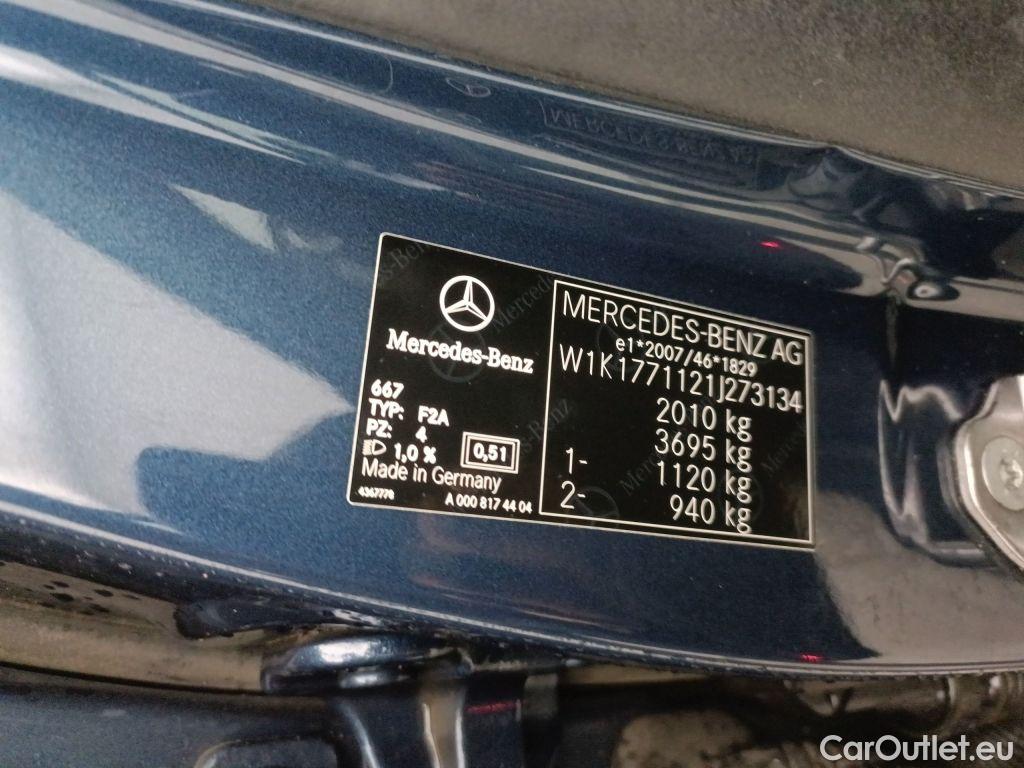 Mercedes-Benz
667
TYP: F2A
PZ: 4
1,0 %
0,51
Made in Germany
4367778
A 000 817 44 04
MERCEDES-BENZ AG
e1*2007/46*1829
W1K1771121J273134
2010 kg
3695 kg
1- 1120 kg
2- 940 kg
CarOutlet.eu